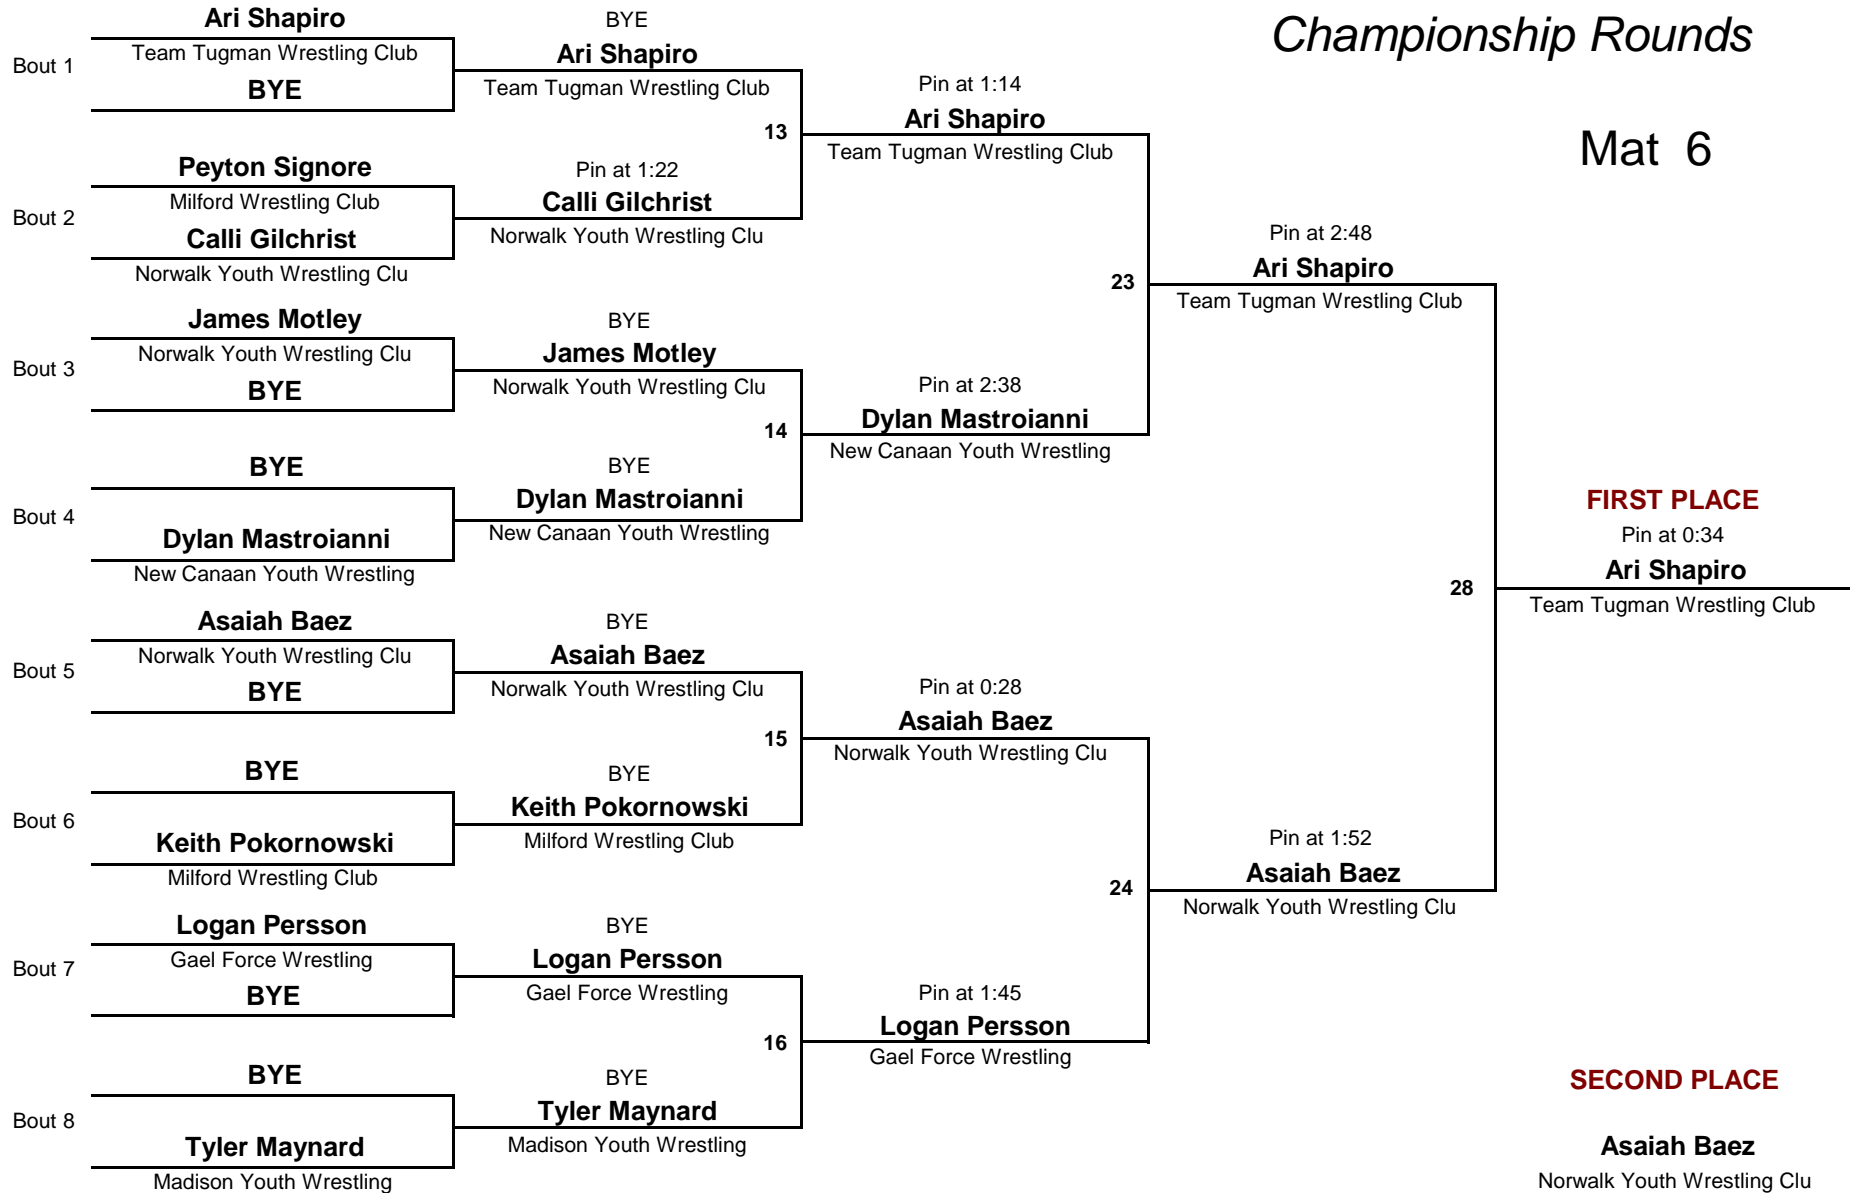 Championship Rounds
Mat 6
Bout 1
Ari Shapiro
Team Tugman Wrestling Club
BYE
Bout 2
Peyton Signore
Milford Wrestling Club
Calli Gilchrist
Norwalk Youth Wrestling Clu
Bout 3
James Motley
Norwalk Youth Wrestling Clu
BYE
Bout 4
BYE
Dylan Mastroianni
New Canaan Youth Wrestling
Bout 5
Asaiah Baez
Norwalk Youth Wrestling Clu
BYE
Bout 6
BYE
Keith Pokornowski
Milford Wrestling Club
Bout 7
Logan Persson
Gael Force Wrestling
BYE
Bout 8
BYE
Tyler Maynard
Madison Youth Wrestling
BYE
Ari Shapiro
Team Tugman Wrestling Club
13
Pin at 1:22
Calli Gilchrist
Norwalk Youth Wrestling Clu
BYE
James Motley
Norwalk Youth Wrestling Clu
14
BYE
Dylan Mastroianni
New Canaan Youth Wrestling
BYE
Asaiah Baez
Norwalk Youth Wrestling Clu
15
BYE
Keith Pokornowski
Milford Wrestling Club
BYE
Logan Persson
Gael Force Wrestling
16
BYE
Tyler Maynard
Madison Youth Wrestling
Pin at 1:14
Ari Shapiro
Team Tugman Wrestling Club
23
Pin at 2:38
Dylan Mastroianni
New Canaan Youth Wrestling
Pin at 0:28
Asaiah Baez
Norwalk Youth Wrestling Clu
24
Pin at 1:45
Logan Persson
Gael Force Wrestling
Pin at 2:48
Ari Shapiro
Team Tugman Wrestling Club
28
Pin at 1:52
Asaiah Baez
Norwalk Youth Wrestling Clu
FIRST PLACE
Pin at 0:34
Ari Shapiro
Team Tugman Wrestling Club
SECOND PLACE
Asaiah Baez
Norwalk Youth Wrestling Clu